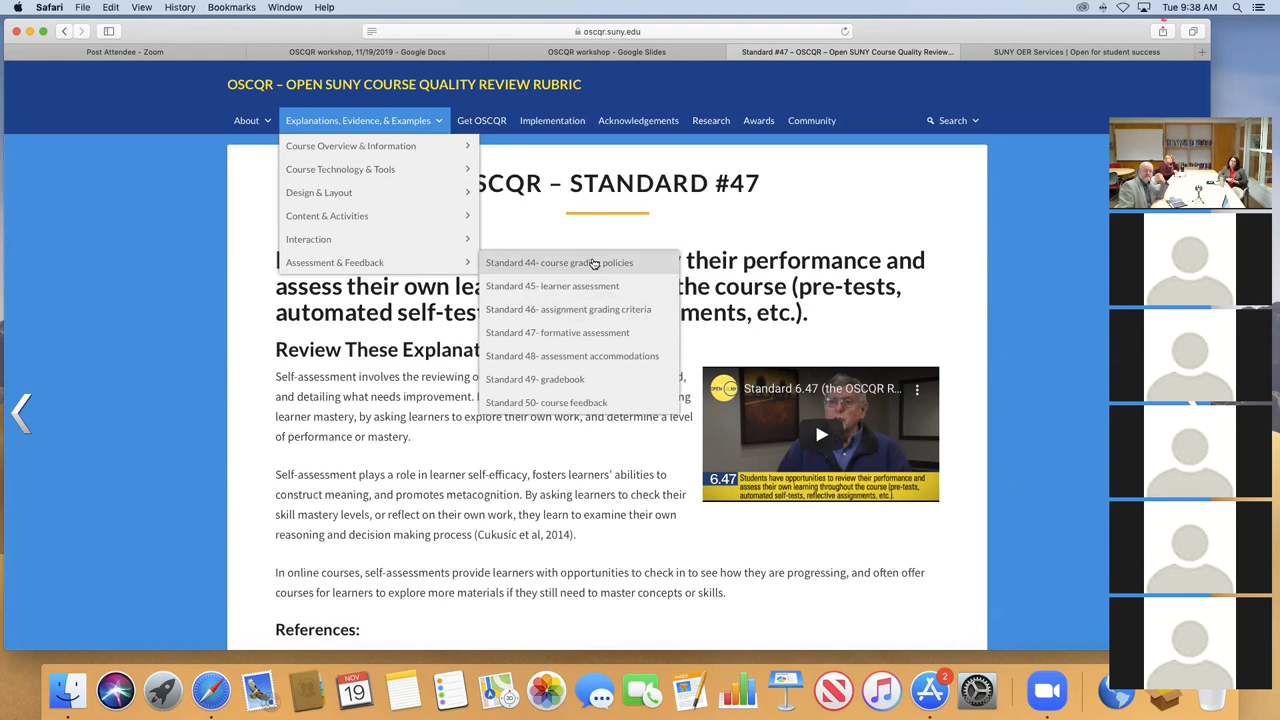 Safari File Edit View History Bookmarks Window Help Tue 9:38 AM
oscqr.suny.edu
Post Attendee - Zoom OSCQR workshop, 11/19/2019 - Google Docs OSCQR workshop - Google Slides Standard #47 – OSCQR – Open SUNY Course Quality Review... SUNY OER Services | Open for student success
OSCQR – OPEN SUNY COURSE QUALITY REVIEW RUBRIC
About Explanations, Evidence, & Examples Get OSCQR Implementation Acknowledgements Research Awards Community Search
Course Overview & Information
Course Technology & Tools
Design & Layout
Content & Activities
Interaction
Assessment & Feedback
Standard 44- course grading policies
Standard 45- learner assessment
Standard 46- assignment grading criteria
Standard 47- formative assessment
Standard 48- assessment accommodations
Standard 49- gradebook
Standard 50- course feedback
SCQR – STANDARD #47
their performance and
assess their own lea the course (pre-tests,
automated self-test ments, etc.).
Review These Explanat
Self-assessment involves the reviewing o d,
and detailing what needs improvement. ng
learner mastery, by asking learners to explore their own work, and determine a level
of performance or mastery.
Self-assessment plays a role in learner self-efficacy, fosters learners' abilities to
construct meaning, and promotes metacognition. By asking learners to check their
skill mastery levels, or reflect on their own work, they learn to examine their own
reasoning and decision making process (Cukusic et al, 2014).
In online courses, self-assessments provide learners with opportunities to check in to see how they are progressing, and often offer
courses for learners to explore more materials if they still need to master concepts or skills.
References:
OPEN SUNY
Standard 6.47 (the OSCQR R...
6.47 Students have opportunities to review their performance and
assess their own learning throughout the course (pre-tests,
automated self-tests, reflective assignments, etc.).
NOV
19
2